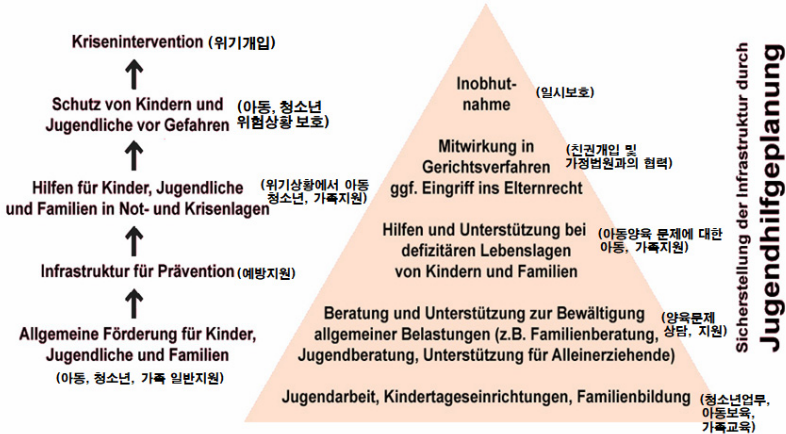 Krisenintervention (위기개입)
Schutz von Kindern und
Jugendliche vor Gefahren
(아동, 청소년
위험상황 보호)
Hilfen für Kinder, Jugendliche
und Familien in Not- und Krisenlagen
(위기상황에서 아동
청소년, 가족지원)
Infrastruktur für Prävention (예방지원)
Allgemeine Förderung für Kinder,
Jugendliche und Familien
(아동, 청소년, 가족 일반지원)
Inobhut-
nahme
(일시보호)
Mitwirkung in
Gerichtsverfahren
ggf. Eingriff ins Elternrecht
(친권개입 및
가정법원과의 협력)
Hilfen und Unterstützung bei
defizitären Lebenslagen
von Kindern und Familien
(아동양육 문제에 대한
아동, 가족지원)
Beratung und Unterstützung zur Bewältigung
allgemeiner Belastungen (z.B. Familienberatung,
Jugendberatung, Unterstützung für Alleinerziehende)
(양육문제
상담, 지원)
Jugendarbeit, Kindertageseinrichtungen, Familienbildung
(청소년업무,
아동보육,
가족교육)
Sicherstellung der Infrastruktur durch
Jugendhilfgeplanung